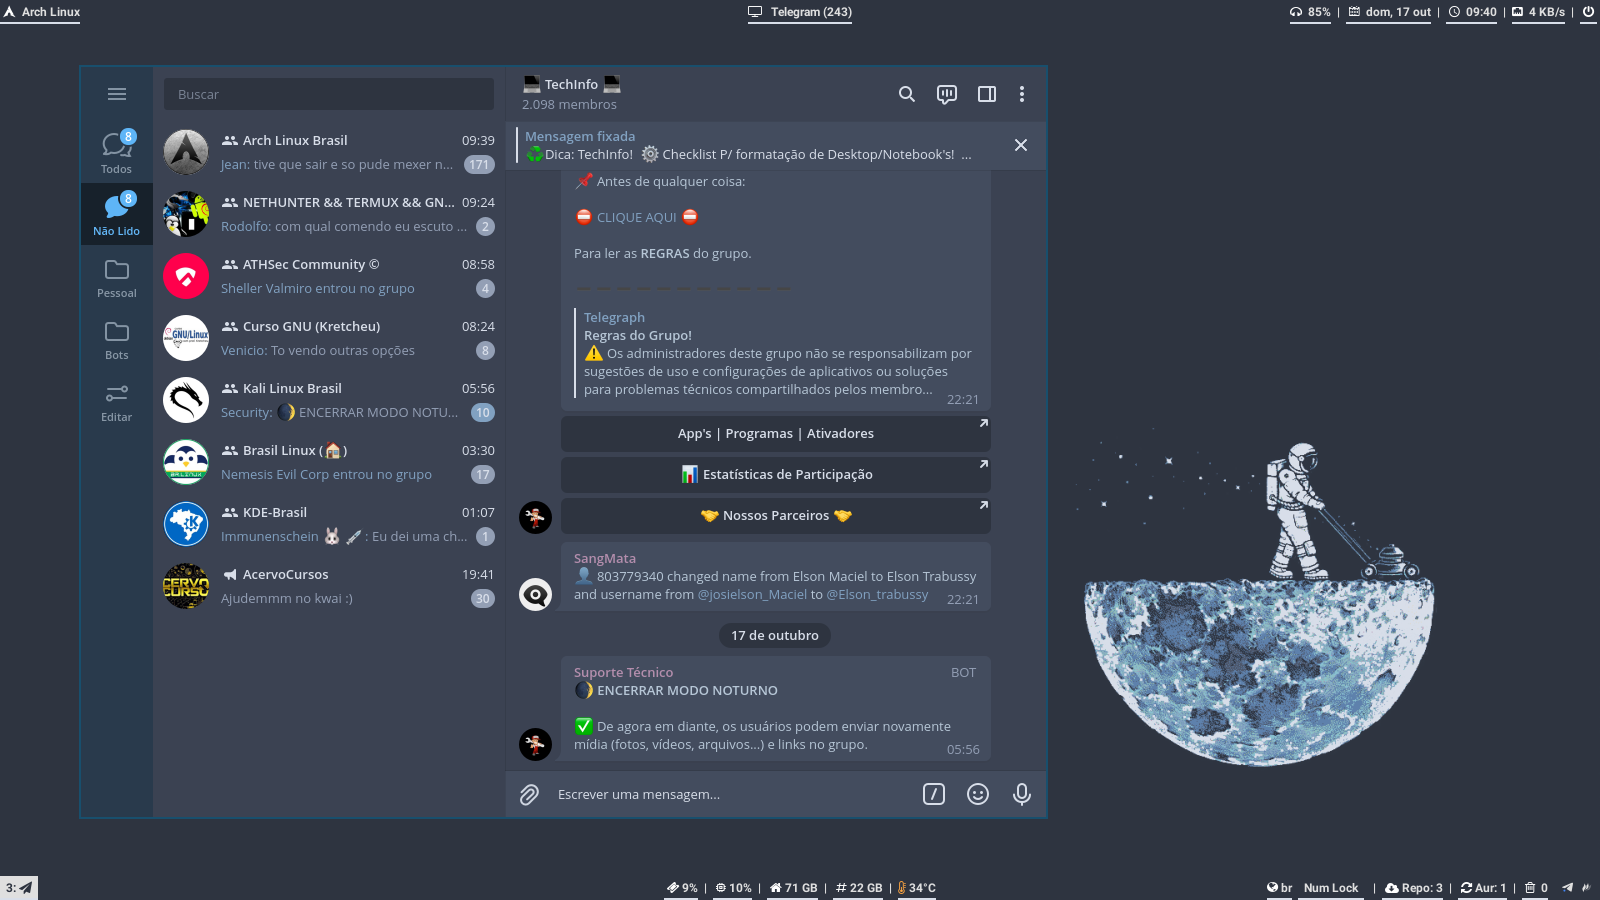 Arch Linux
Telegram (243)
85% | dom, 17 out | 09:40 | 4 KB/s |
Buscar
8
Todos
8
Não Lido
Pessoal
Bots
Editar
Arch Linux Brasil 09:39
Jean: tive que sair e so pude mexer n... 171
NETHUNTER && TERMUX && GN... 09:24
Rodolfo: com qual comendo eu escuto ... 2
ATHSec Community © 08:58
Sheller Valmiro entrou no grupo 4
GNU/Linux
Curso GNU (Kretcheu) 08:24
Venicio: To vendo outras opções 8
Kali Linux Brasil 05:56
Security: 🌒 ENCERRAR MODO NOTU... 10
BRLINUX
Brasil Linux (🏠) 03:30
Nemesis Evil Corp entrou no grupo 17
KDE-Brasil 01:07
Immunenschein 🐰 💉 : Eu dei uma ch... 1
ACERVO CURSOS
AcervoCursos 19:41
Ajudemmm no kwai :) 30
💻 TechInfo 💻
2.098 membros
Mensagem fixada
♻️Dica: TechInfo! ⚙️ Checklist P/ formatação de Desktop/Notebook's! ...
📌 Antes de qualquer coisa:
⛔ CLIQUE AQUI ⛔
Para ler as REGRAS do grupo.
Telegraph
Regras do Grupo!
⚠️ Os administradores deste grupo não se responsabilizam por
sugestões de uso e configurações de aplicativos ou soluções
para problemas técnicos compartilhados pelos membro...
22:21
App's | Programas | Ativadores
📊 Estatísticas de Participação
🤝 Nossos Parceiros 🤝
SangMata
👤 803779340 changed name from Elson Maciel to Elson Trabussy
and username from @josielson_Maciel to @Elson_trabussy
22:21
17 de outubro
Suporte Técnico BOT
🌒 ENCERRAR MODO NOTURNO
✅ De agora em diante, os usuários podem enviar novamente
mídia (fotos, vídeos, arquivos...) e links no grupo.
05:56
Escrever uma mensagem...
3:
9% | 10% | 71 GB | 22 GB | 34°C
br Num Lock | Repo: 3 | Aur: 1 | 0